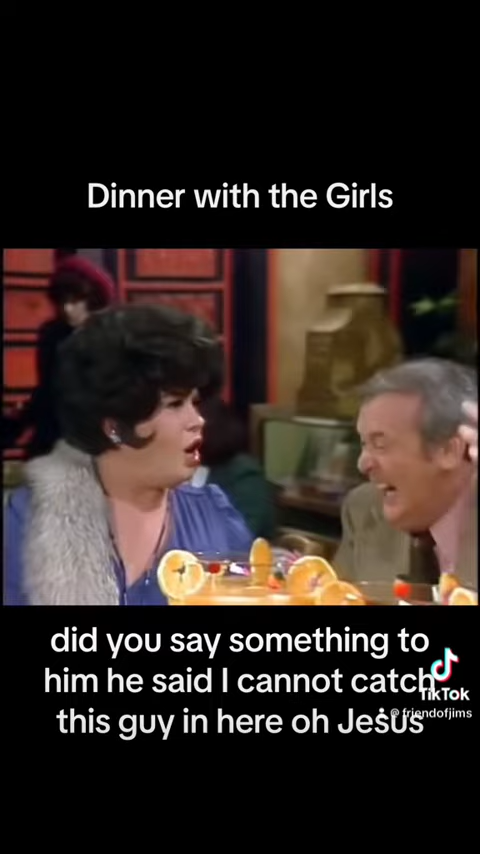 Dinner with the Girls
did you say something to
him he said I cannot catch
this guy in here oh Jesus
TikTok
@friendofjims